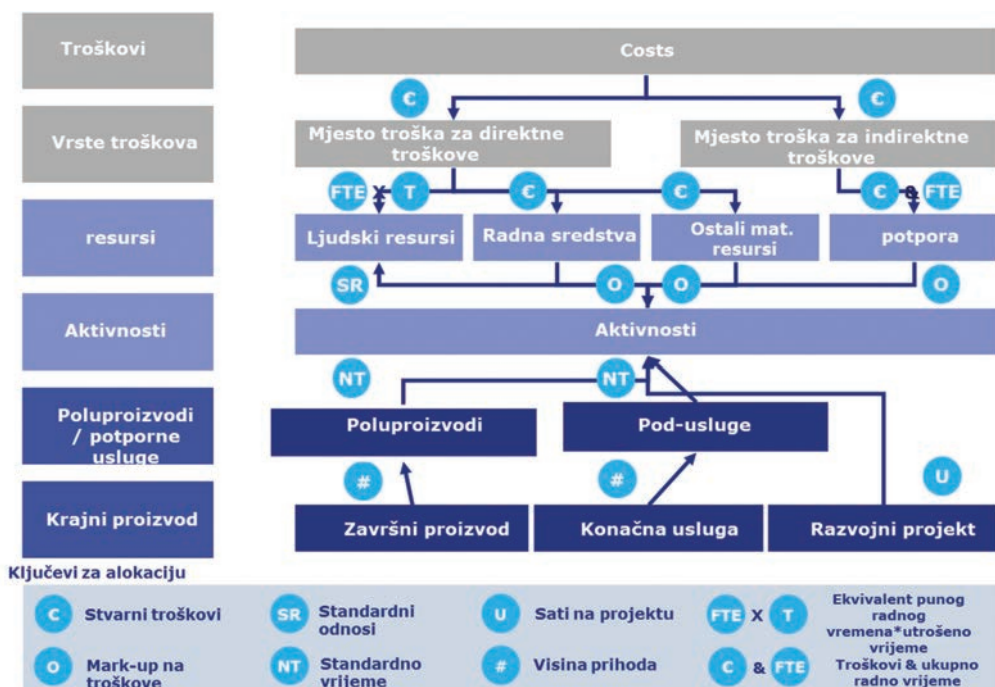 Troškovi
Costs
€
€
Vrste troškova
Mjesto troška za direktne
troškove
Mjesto troška za indirektne
troškove
FTE X T
C
C
C & FTE
resursi
Ljudski resursi
Radna sredstva
Ostali mat.
resursi
potpora
SR
O
O
O
Aktivnosti
Aktivnosti
NT
NT
Poluproizvodi
/ potporne
usluge
Poluproizvodi
Pod-usluge
#
#
U
Krajni proizvod
Završni proizvod
Konačna usluga
Razvojni projekt
Ključevi za alokaciju
C Stvarni troškovi
SR Standardni
odnosi
U Sati na projektu
FTE X T Ekvivalent punog
radnog
vremena*utrošeno
vrijeme
O Mark-up na
troškove
NT Standardno
vrijeme
# Visina prihoda
C & FTE Troškovi & ukupno
radno vrijeme